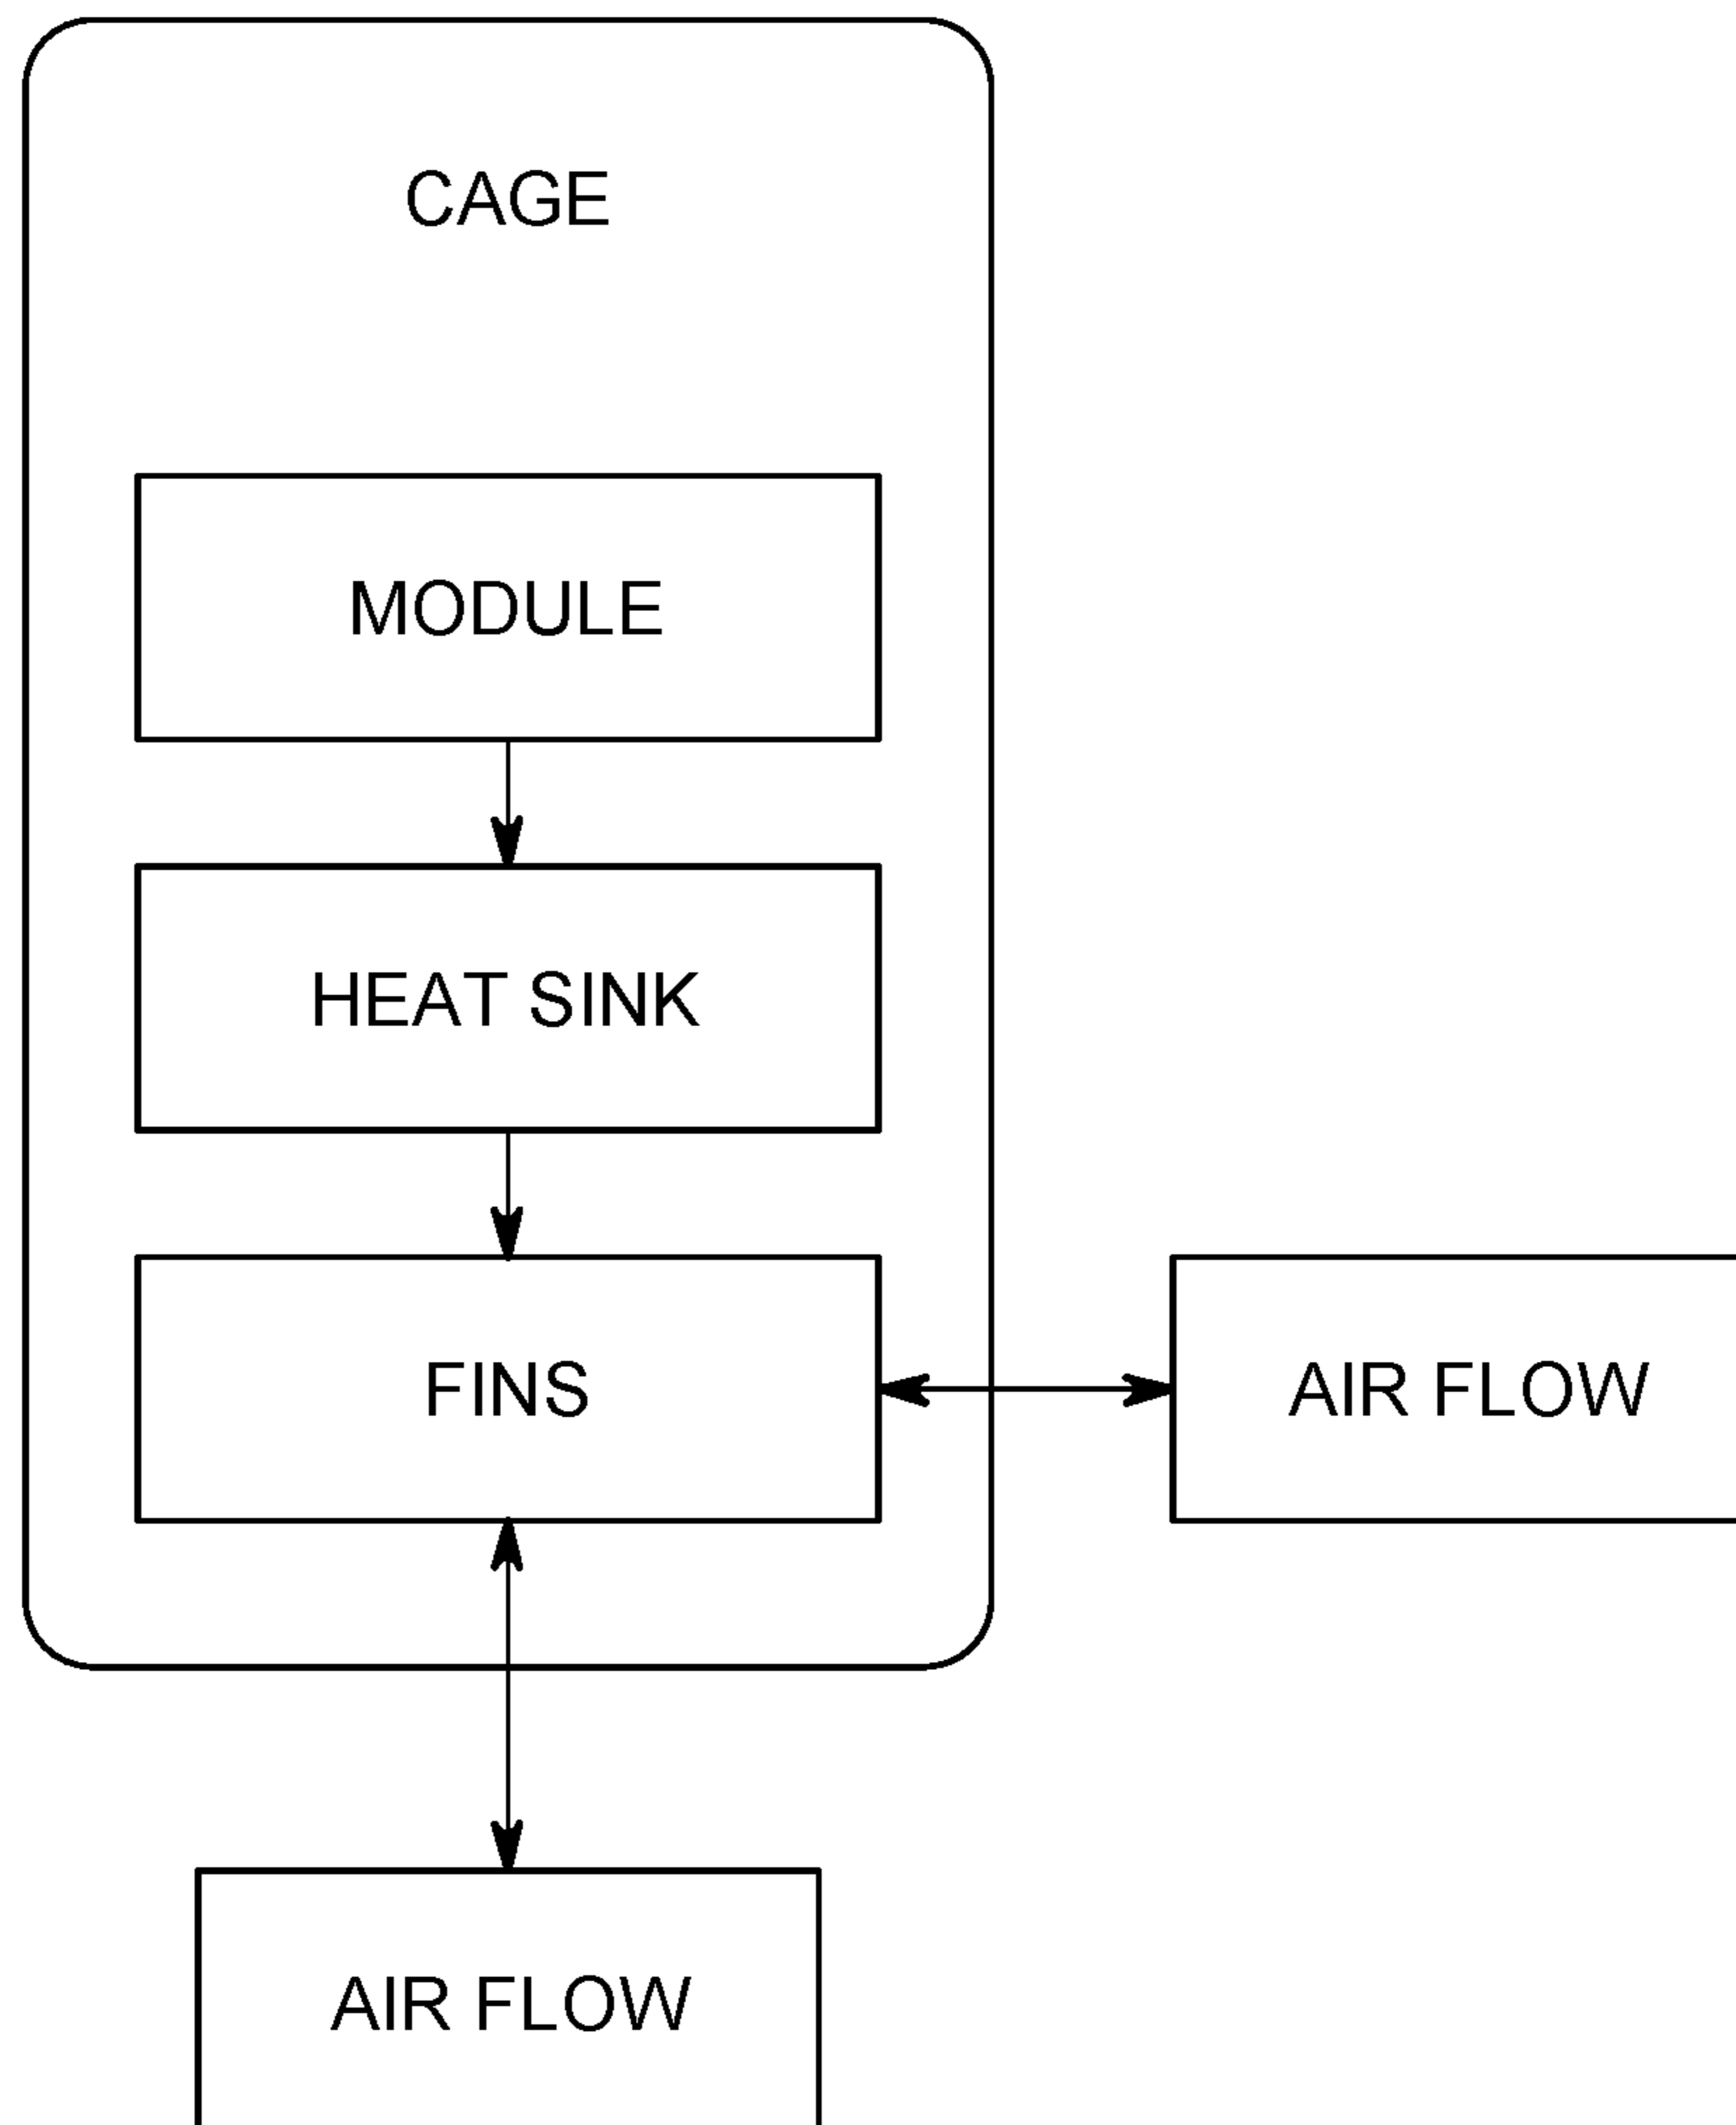 CAGE
MODULE
HEAT SINK
FINS
AIR FLOW
AIR FLOW